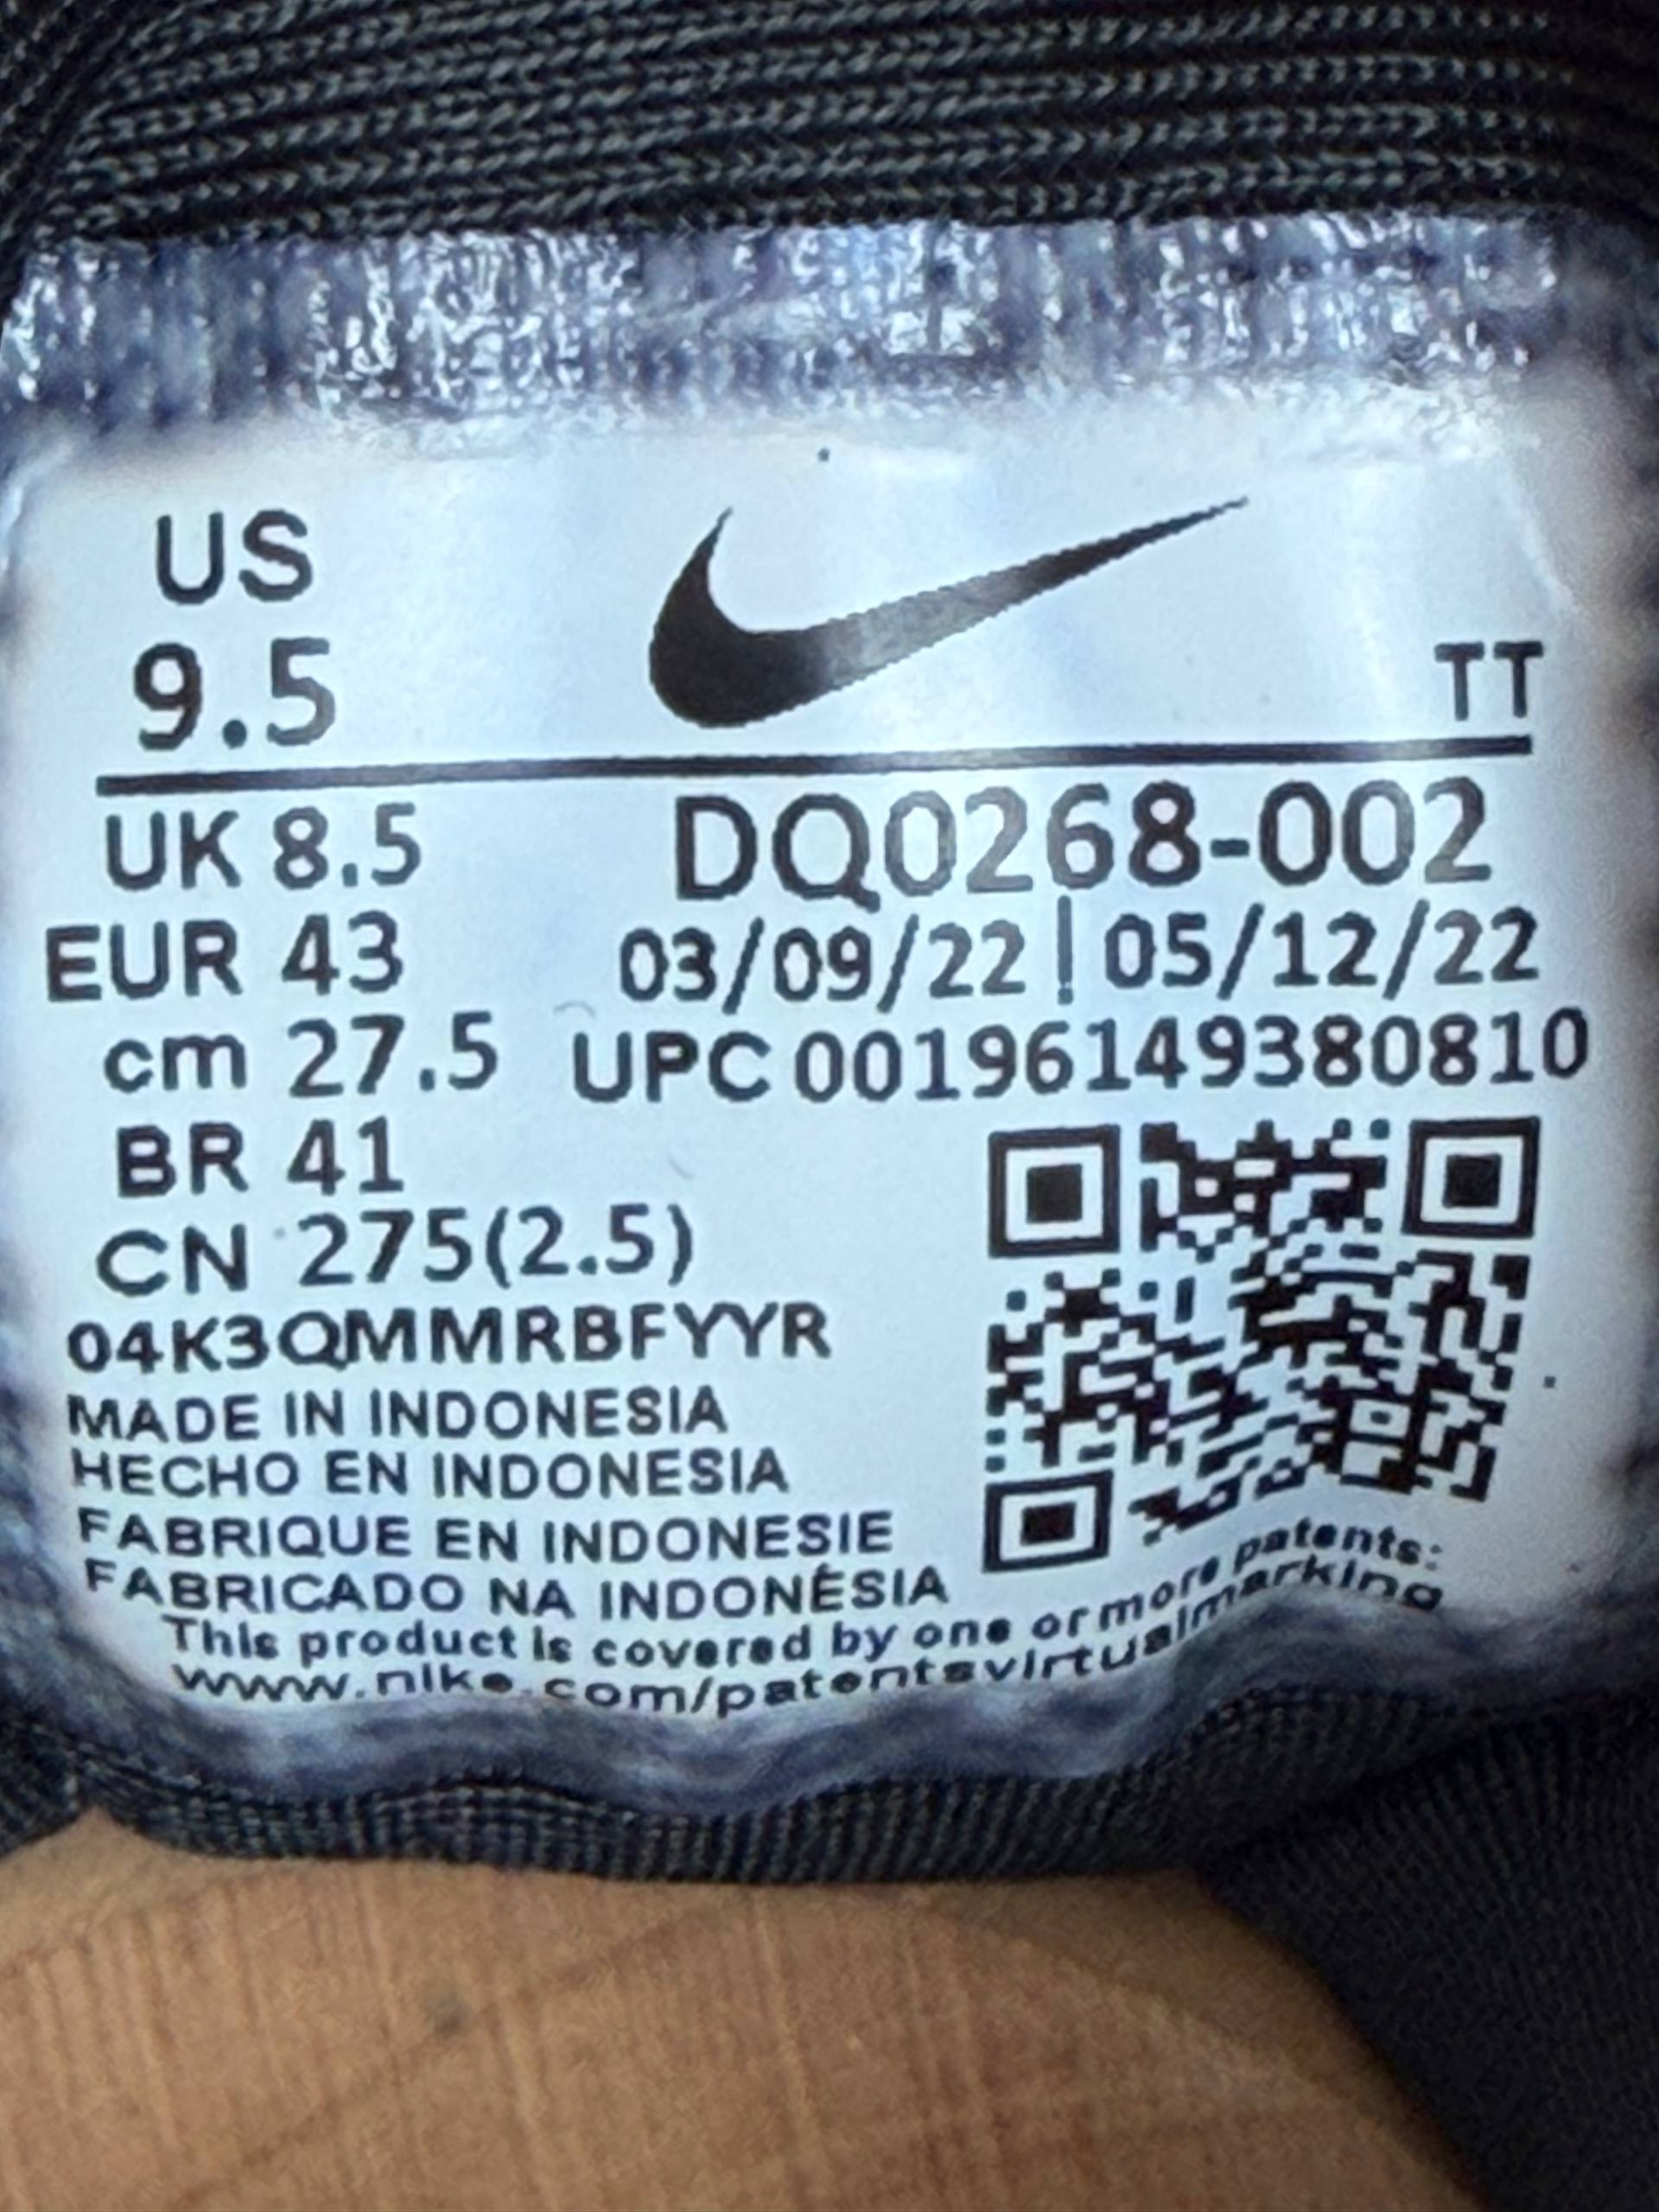 US
9.5
TT
UK 8.5
DQ0268-002
EUR 43
03/09/22 | 05/12/22
cm 27.5
UPC 00196149380810
BR 41
CN 275(2.5)
04K3QMMRBFYYR
MADE IN INDONESIA
HECHO EN INDONESIA
FABRIQUE EN INDONESIE
FABRICADO NA INDONÉSIA
This product is covered by one or more patents:
www.nike.com/patentsvirtualmarking